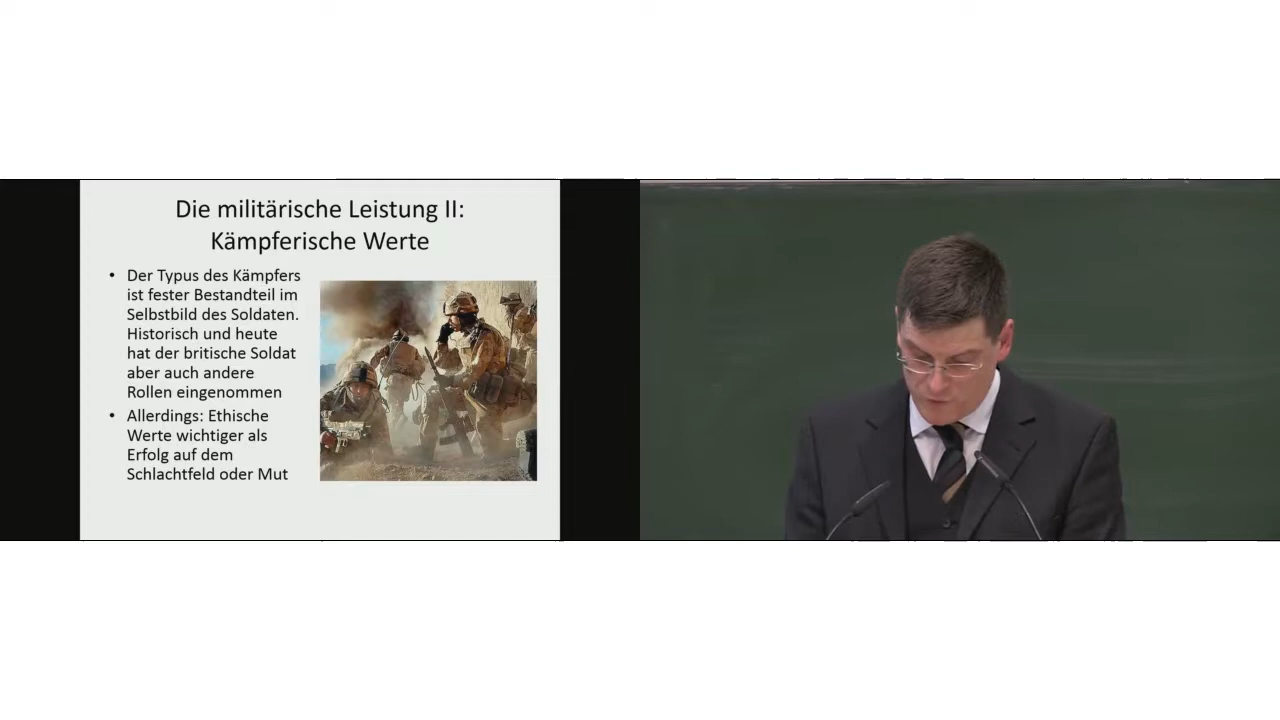 Die militärische Leistung II:
Kämpferische Werte
• Der Typus des Kämpfers
ist fester Bestandteil im
Selbstbild des Soldaten.
Historisch und heute
hat der britische Soldat
aber auch andere
Rollen eingenommen
• Allerdings: Ethische
Werte wichtiger als
Erfolg auf dem
Schlachtfeld oder Mut